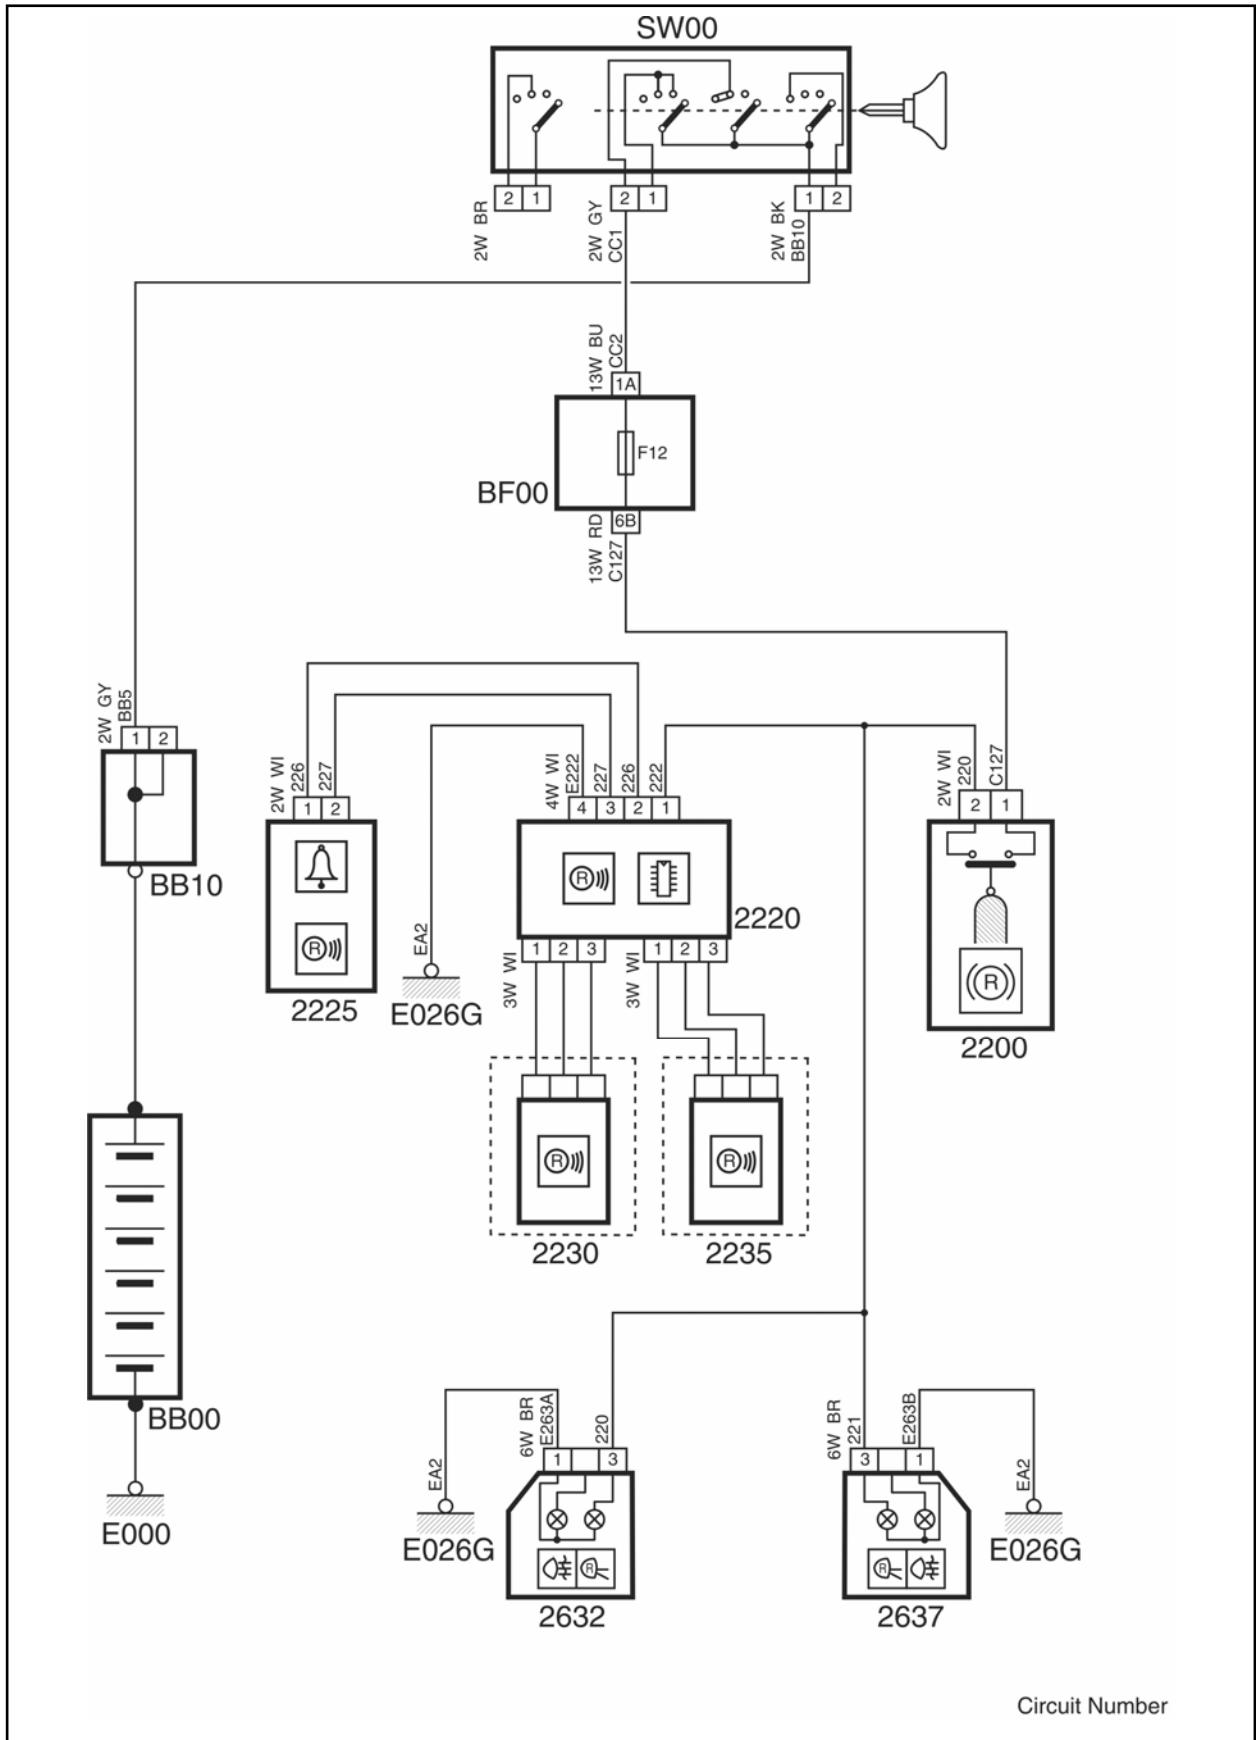 SW00
2 1 2 1 1 2
2W BR
2W GY
CC1
2W BK
BB10
13W BU
CC2
1A
F12
BF00
6B
13W RD
C127
2W GY
BB5
1 2
BB10
2W WI
226
227
1 2
R
2225
EA2
E026G
4W WI
E222
227
226
222
4 3 2 1
R
2220
1 2 3
3W WI
1 2 3
3W WI
2W WI
220
C127
2 1
R
2200
R
2230
R
2235
BB00
E000
6W BR
E263A
220
1 3
EA2
E026G
R
2632
6W BR
221
E263B
3 1
EA2
E026G
R
2637
Circuit Number